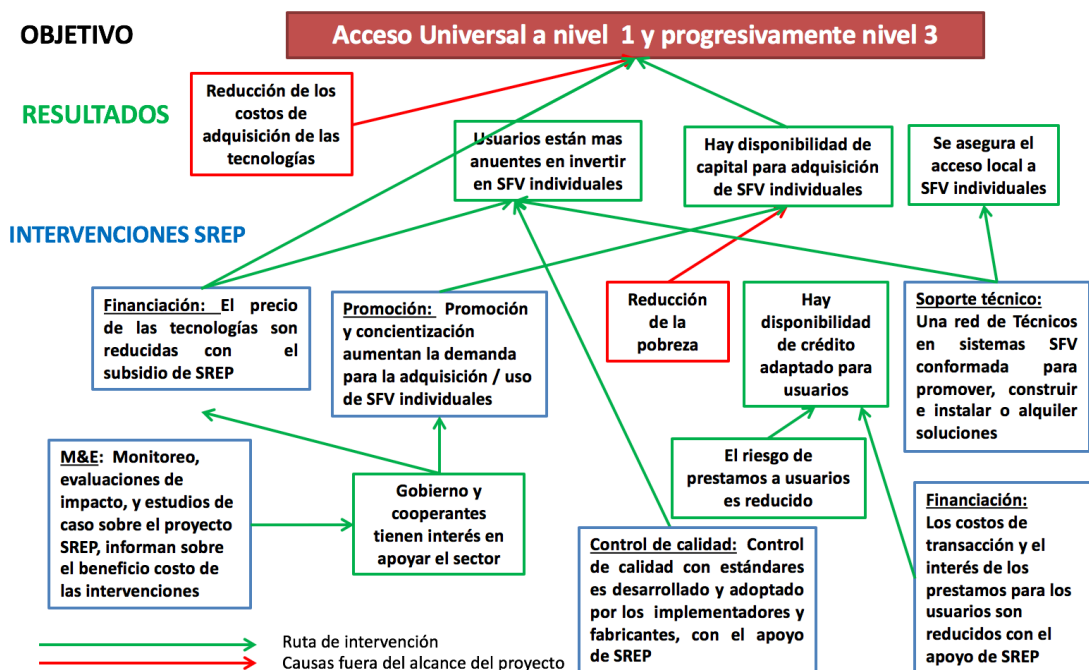 OBJETIVO
Acceso Universal a nivel 1 y progresivamente nivel 3
RESULTADOS
Reducción de los
costos de
adquisición de las
tecnologías
Usuarios están mas
anuentes en invertir
en SFV individuales
Hay disponibilidad de
capital para adquisición
de SFV individuales
Se asegura el
acceso local a
SFV individuales
INTERVENCIONES SREP
Financiación: El precio
de las tecnologías son
reducidas con el
subsidio de SREP
Promoción: Promoción
y concientización
aumentan la demanda
para la adquisición / uso
de SFV individuales
Reducción
de la
pobreza
Hay
disponibilidad
de crédito
adaptado para
usuarios
Soporte técnico:
Una red de Técnicos
en sistemas SFV
conformada para
promover, construir
e instalar o alquiler
soluciones
M&E: Monitoreo,
evaluaciones de
impacto, y estudios de
caso sobre el proyecto
SREP, informan sobre
el beneficio costo de
las intervenciones
Gobierno y
cooperantes
tienen interés en
apoyar el sector
El riesgo de
prestamos a usuarios
es reducido
Control de calidad: Control
de calidad con estándares
es desarrollado y adoptado
por los implementadores y
fabricantes, con el apoyo
de SREP
Financiación:
Los costos de
transacción y el
interés de los
prestamos para los
usuarios son
reducidos con el
apoyo de SREP
Ruta de intervención
Causas fuera del alcance del proyecto